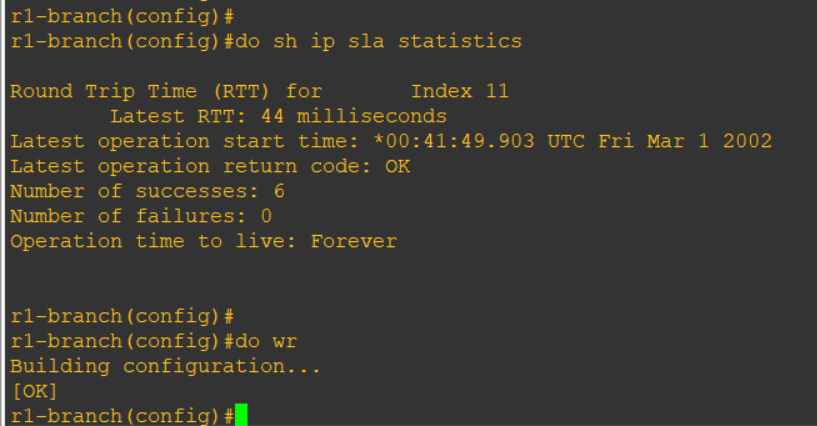 r1-branch(config)#
r1-branch(config)#do sh ip sla statistics
Round Trip Time (RTT) for       Index 11
        Latest RTT: 44 milliseconds
Latest operation start time: *00:41:49.903 UTC Fri Mar 1 2002
Latest operation return code: OK
Number of successes: 6
Number of failures: 0
Operation time to live: Forever
r1-branch(config)#
r1-branch(config)#do wr
Building configuration...
[OK]
r1-branch(config)#